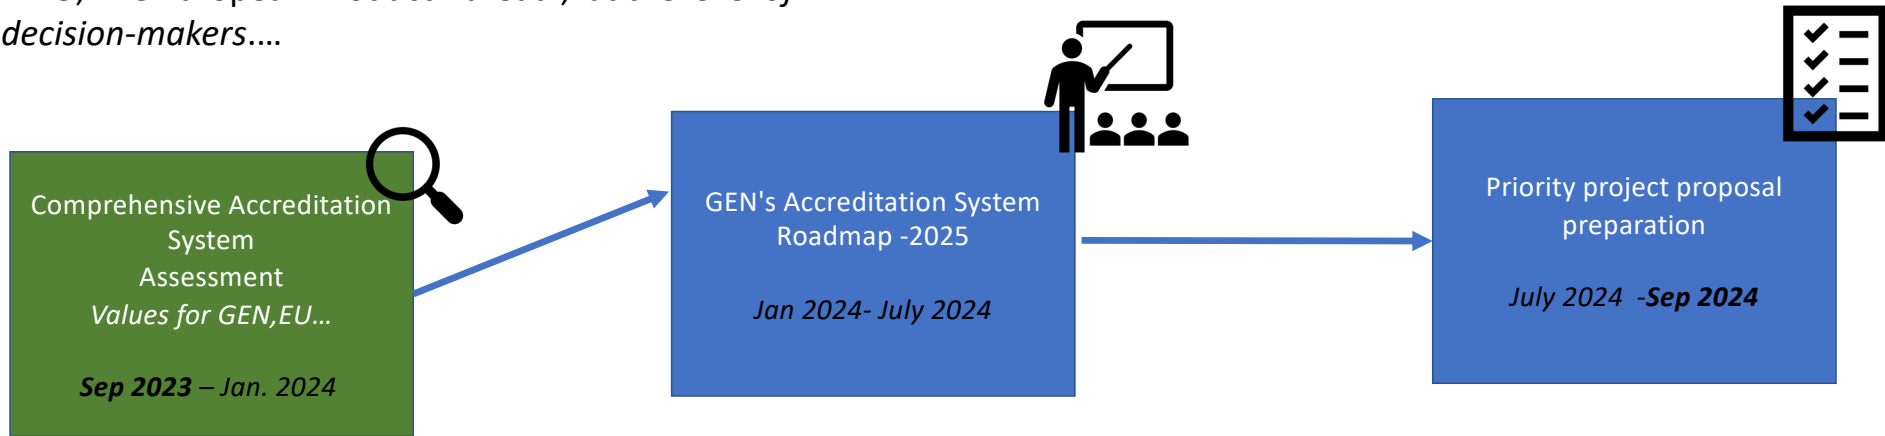 decision-makers....
Comprehensive Accreditation
System
Assessment
Values for GEN,EU...
Sep 2023 – Jan. 2024
GEN's Accreditation System
Roadmap -2025
Jan 2024- July 2024
Priority project proposal
preparation
July 2024 -Sep 2024